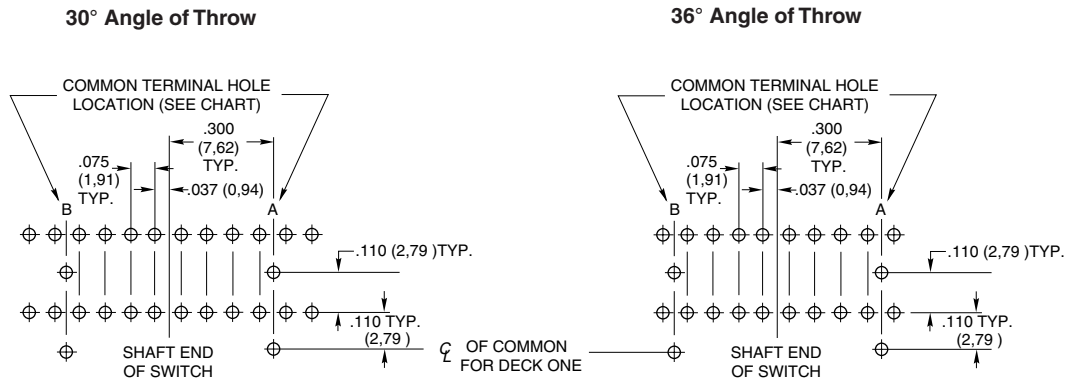 30° Angle of Throw
COMMON TERMINAL HOLE
LOCATION (SEE CHART)
.300
(7,62)
TYP.
.075
(1,91)
TYP.
.037 (0,94)
B
A
.110 (2,79 )TYP.
.110 TYP.
(2,79 )
SHAFT END
OF SWITCH
℄ OF COMMON
FOR DECK ONE
36° Angle of Throw
COMMON TERMINAL HOLE
LOCATION (SEE CHART)
.300
(7,62)
TYP.
.075
(1,91)
TYP.
.037 (0,94)
B
A
.110 (2,79 )TYP.
.110 TYP.
(2,79 )
SHAFT END
OF SWITCH